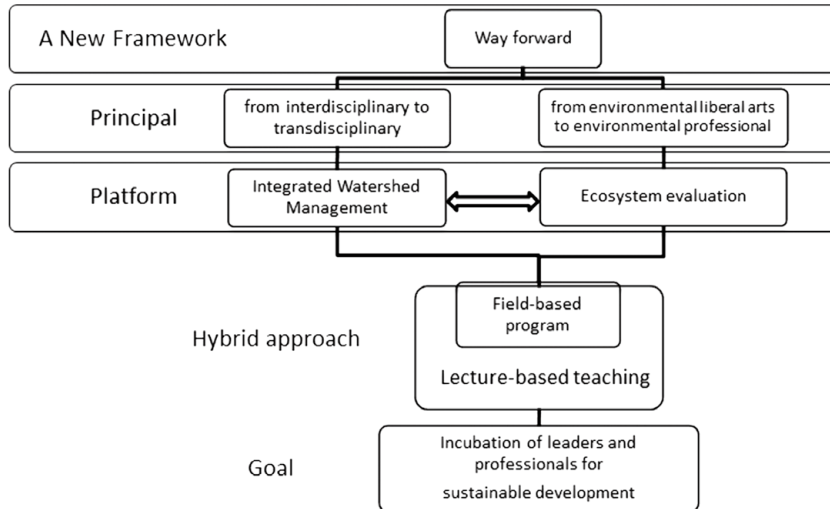 A New Framework
Way forward
Principal
from interdisciplinary to
transdisciplinary
from environmental liberal arts
to environmental professional
Platform
Integrated Watershed
Management
Ecosystem evaluation
Hybrid approach
Field-based
program
Lecture-based teaching
Goal
Incubation of leaders and
professionals for
sustainable development